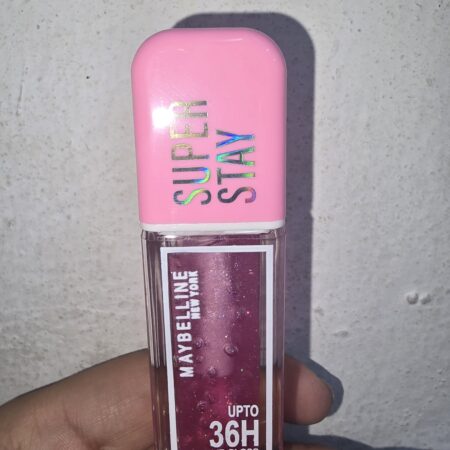 SUPER
STAY
MAYBELLINE
NEW YORK
UPTO
36H